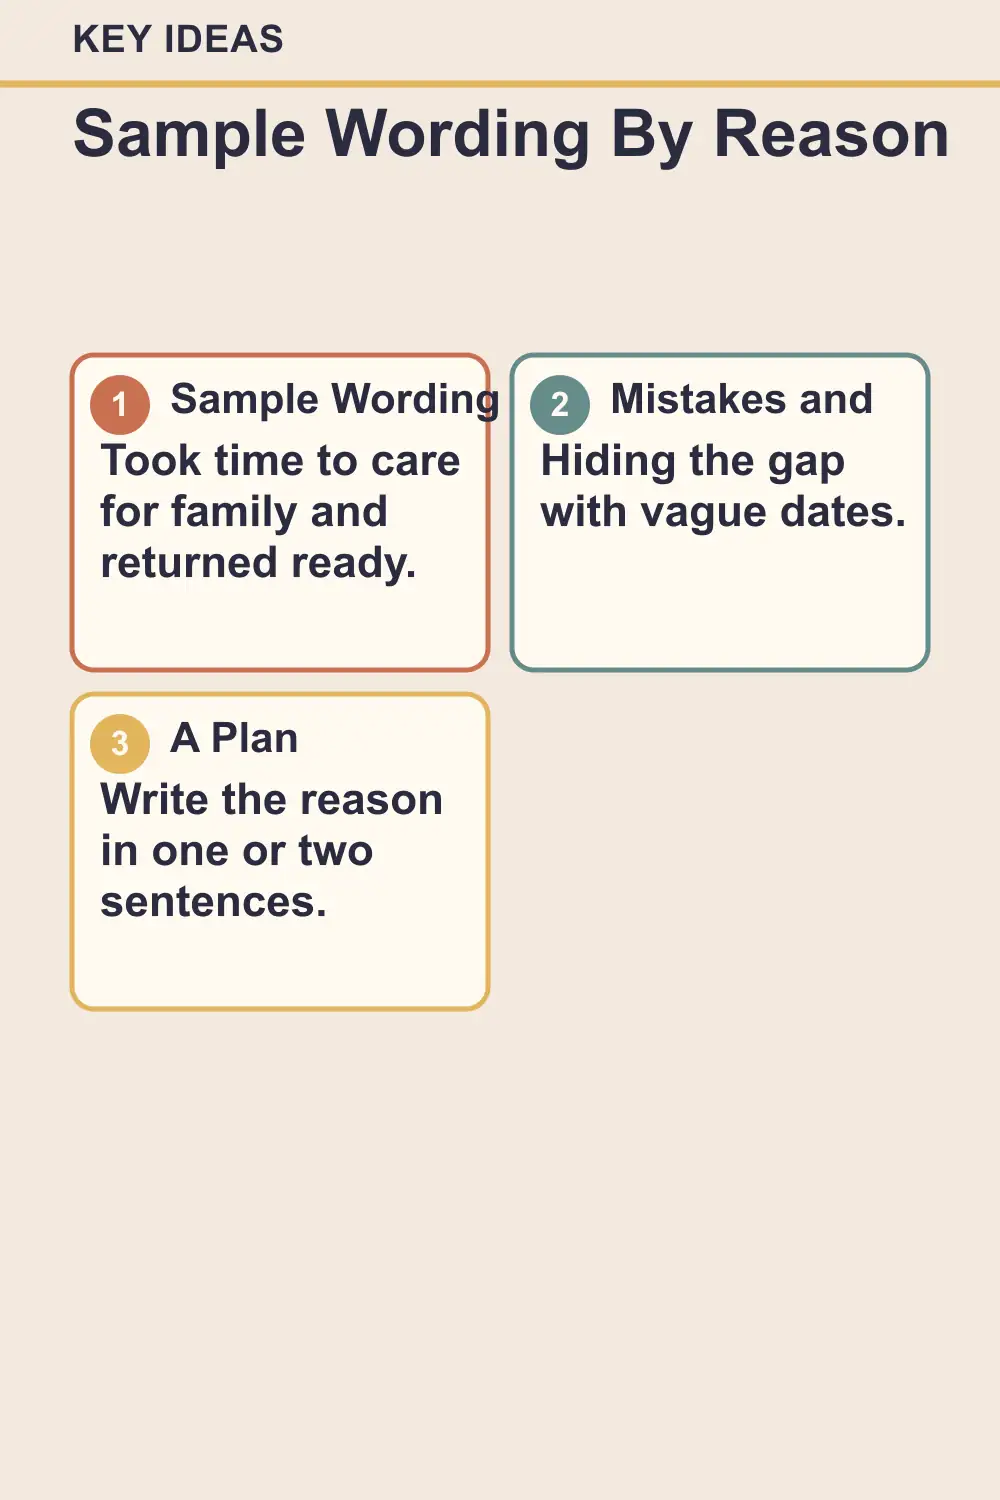 KEY IDEAS
Sample Wording By Reason
1 Sample Wording
Took time to care
for family and
returned ready.
2 Mistakes and
Hiding the gap
with vague dates.
3 A Plan
Write the reason
in one or two
sentences.